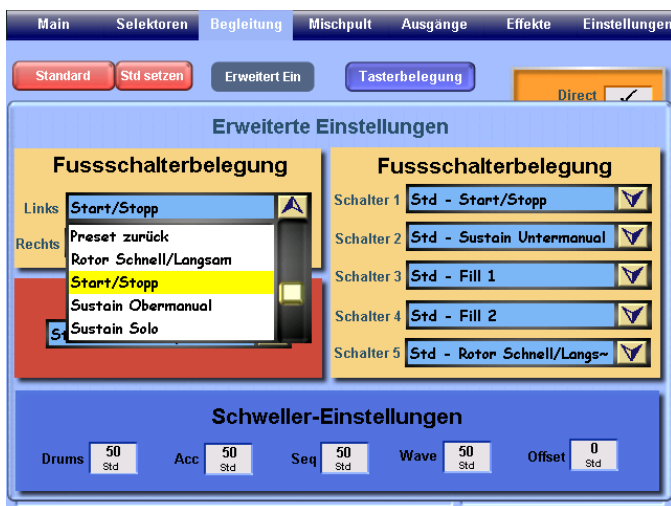 Main Selektoren Begleitung Mischpult Ausgänge Effekte Einstellungen
Standard Std setzen Erweitert Ein Tasterbelegung
Direct
Erweiterte Einstellungen
Fussschalterbelegung
Links Start/Stopp
Rechts
Preset zurück
Rotor Schnell/Langsam
Start/Stopp
Sustain Obermanual
Sustain Solo
Fussschalterbelegung
Schalter 1 Std - Start/Stopp
Schalter 2 Std - Sustain Untermanual
Schalter 3 Std - Fill 1
Schalter 4 Std - Fill 2
Schalter 5 Std - Rotor Schnell/Langs~
Schweller-Einstellungen
Drums 50 Std Acc 50 Std Seq 50 Std Wave 50 Std Offset 0 Std